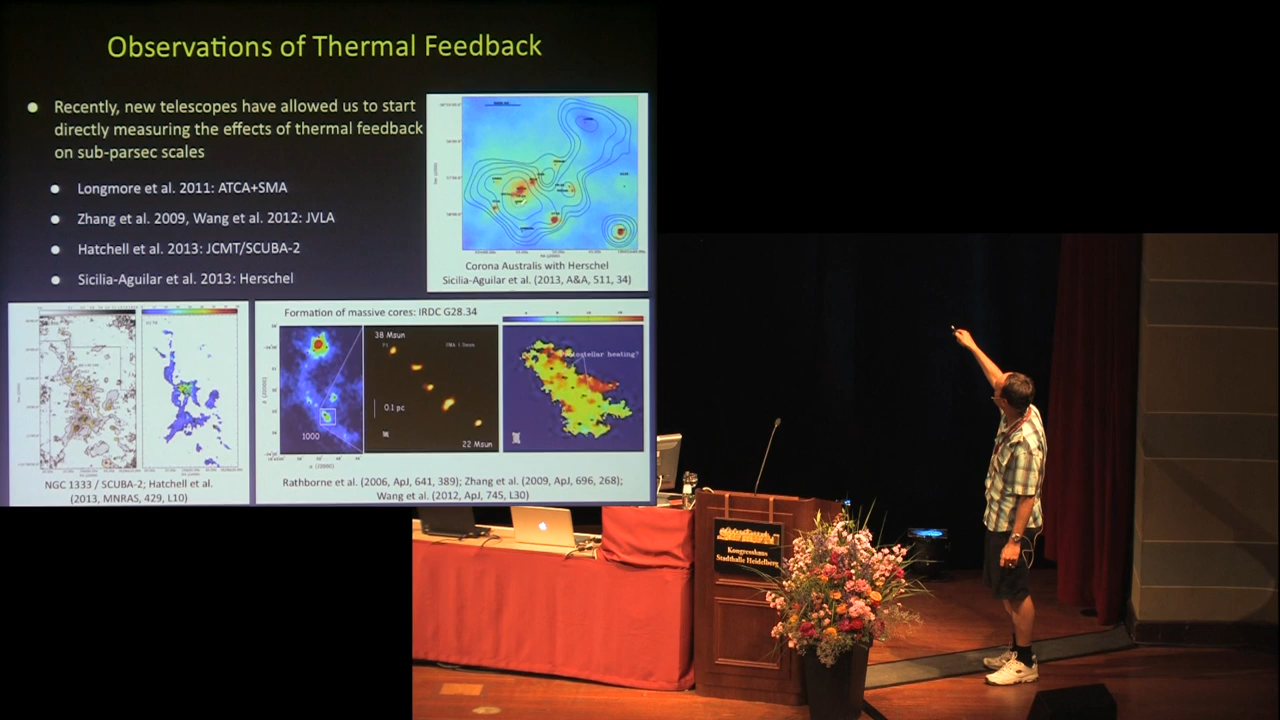 Observations of Thermal Feedback
Recently, new telescopes have allowed us to start
directly measuring the effects of thermal feedback
on sub-parsec scales
Longmore et al. 2011: ATCA+SMA
Zhang et al. 2009, Wang et al. 2012: JVLA
Hatchell et al. 2013: JCMT/SCUBA-2
Sicilia-Aguilar et al. 2013: Herschel
Corona Australis with Herschel
Sicilia-Aguilar et al. (2013, A&A, 511, 34)
NGC 1333 / SCUBA-2; Hatchell et al.
(2013, MNRAS, 429, L10)
Formation of massive cores: IRDC G28.34
38 Msun
SMA 1.3mm
0.1 pc
22 Msun
1000
heating?
Rathborne et al. (2006, ApJ, 641, 389); Zhang et al. (2009, ApJ, 696, 268);
Wang et al. (2012, ApJ, 745, L30)
Kongresshaus
Stadthalle Heidelberg